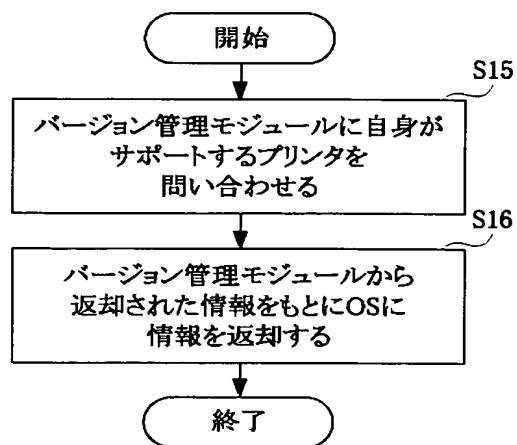 開始
S15
バージョン管理モジュールに自身が
サポートするプリンタを
問い合わせる
S16
バージョン管理モジュールから
返却された情報をもとにOSに
情報を返却する
終了